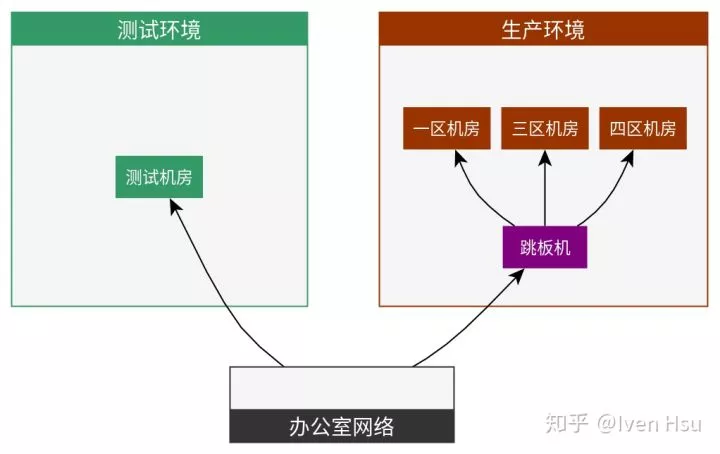 测试环境
生产环境
一区机房
三区机房
四区机房
测试机房
跳板机
办公室网络
知乎 @Iven Hsu